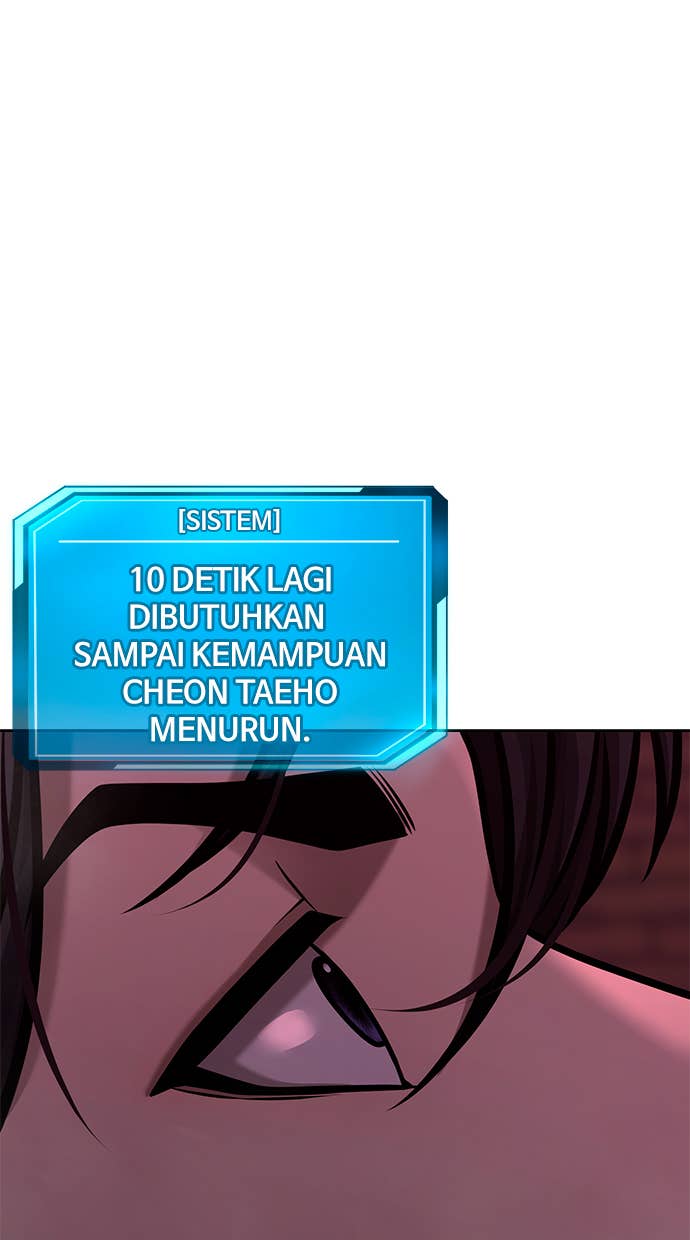 [SISTEM]
10 DETIK LAGI
DIBUTUHKAN
SAMPAI KEMAMPUAN
CHEON TAEHO
MENURUN.